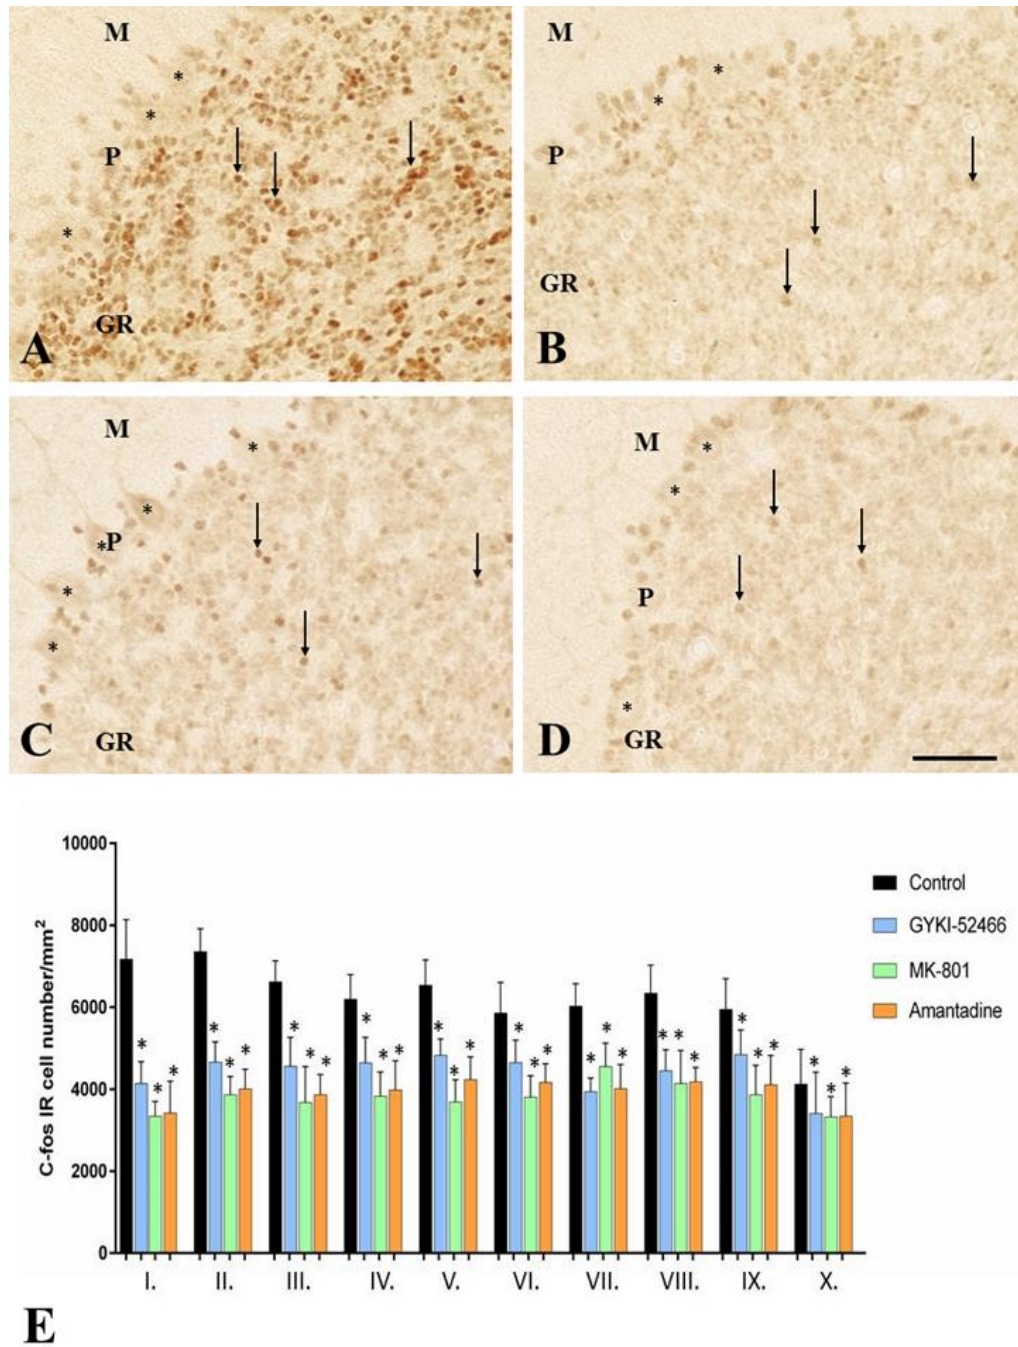 M
P
GR
A
M
P
GR
B
M
P
GR
C
M
P
GR
D
10000
8000
6000
4000
2000
0
C-fos IR cell number/mm²
Control
GYKI-52466
MK-801
Amantadine
I. II. III. IV. V. VI. VII. VIII. IX. X.
E